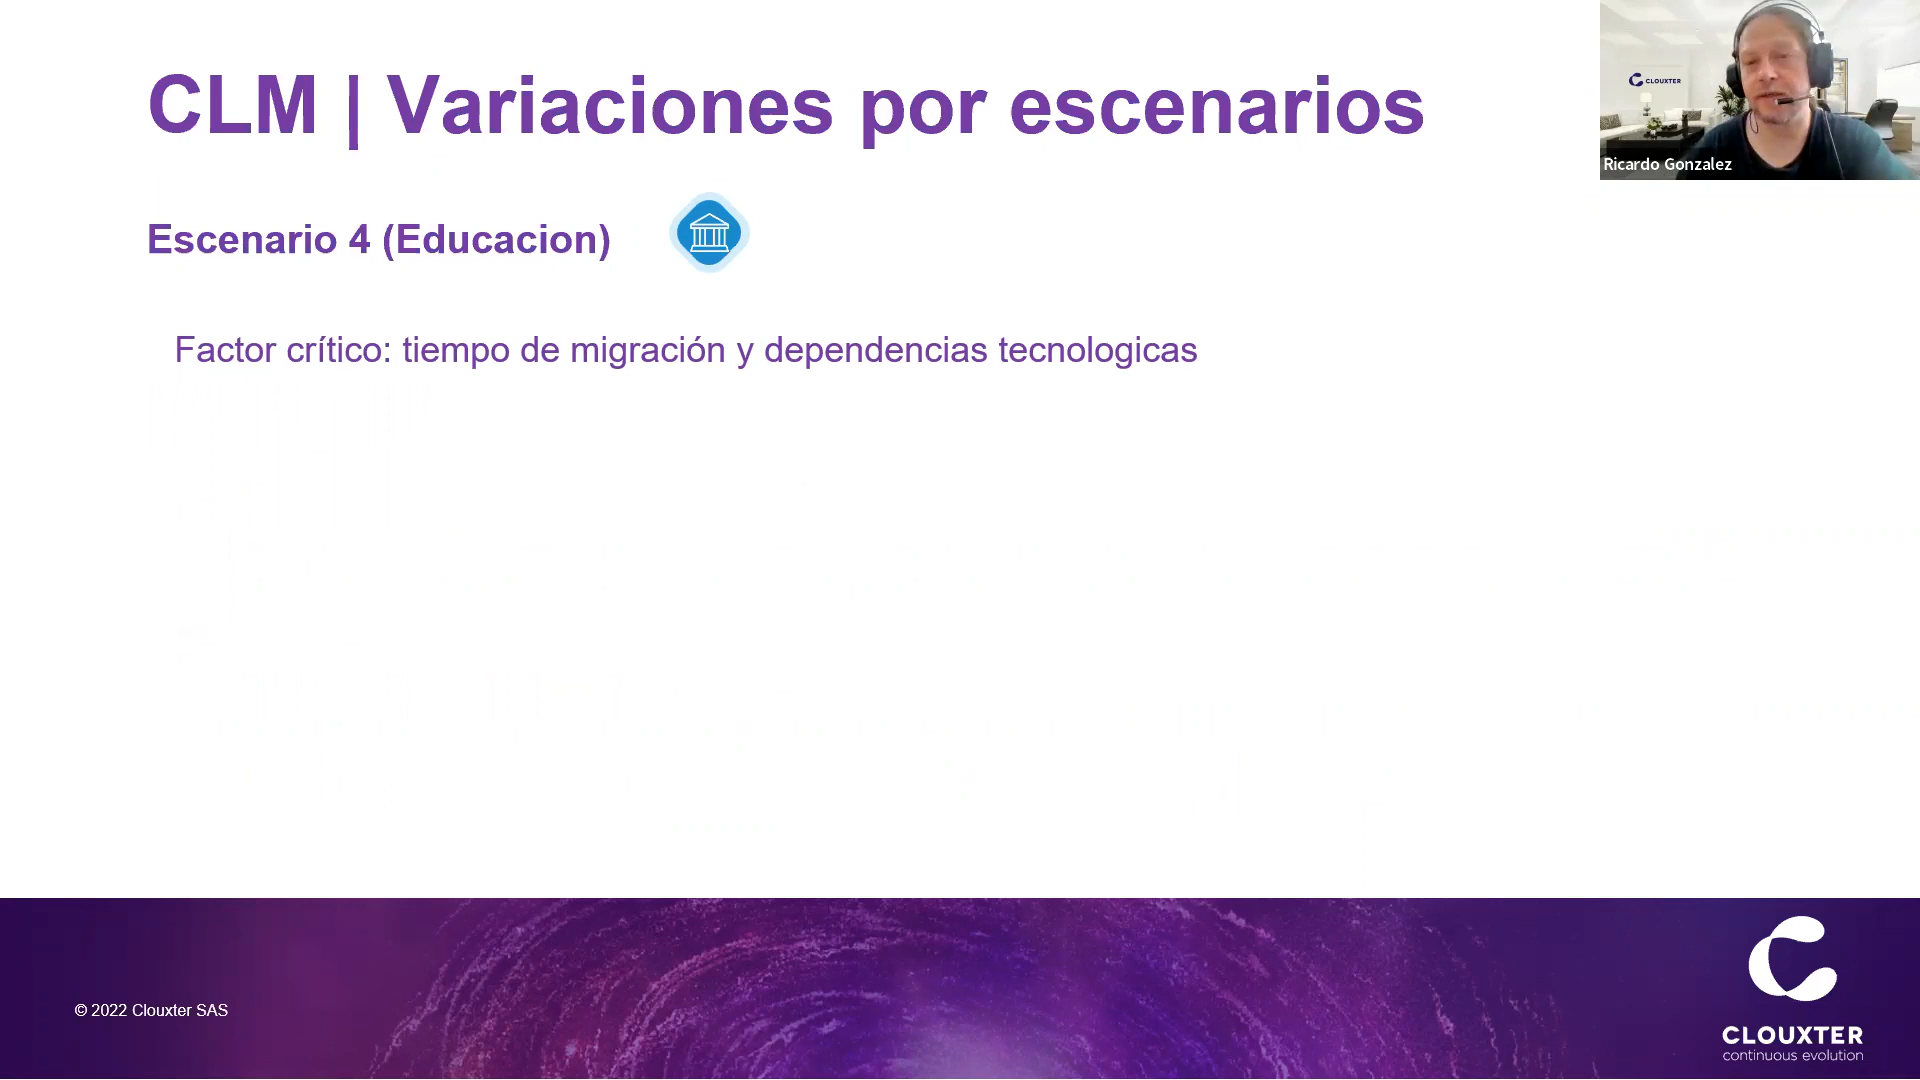 CLM | Variaciones por escenarios
CLOUXTER
Ricardo Gonzalez
Escenario 4 (Educacion)
Factor crítico: tiempo de migración y dependencias tecnologicas
© 2022 Clouxter SAS
CLOUXTER
continuous evolution